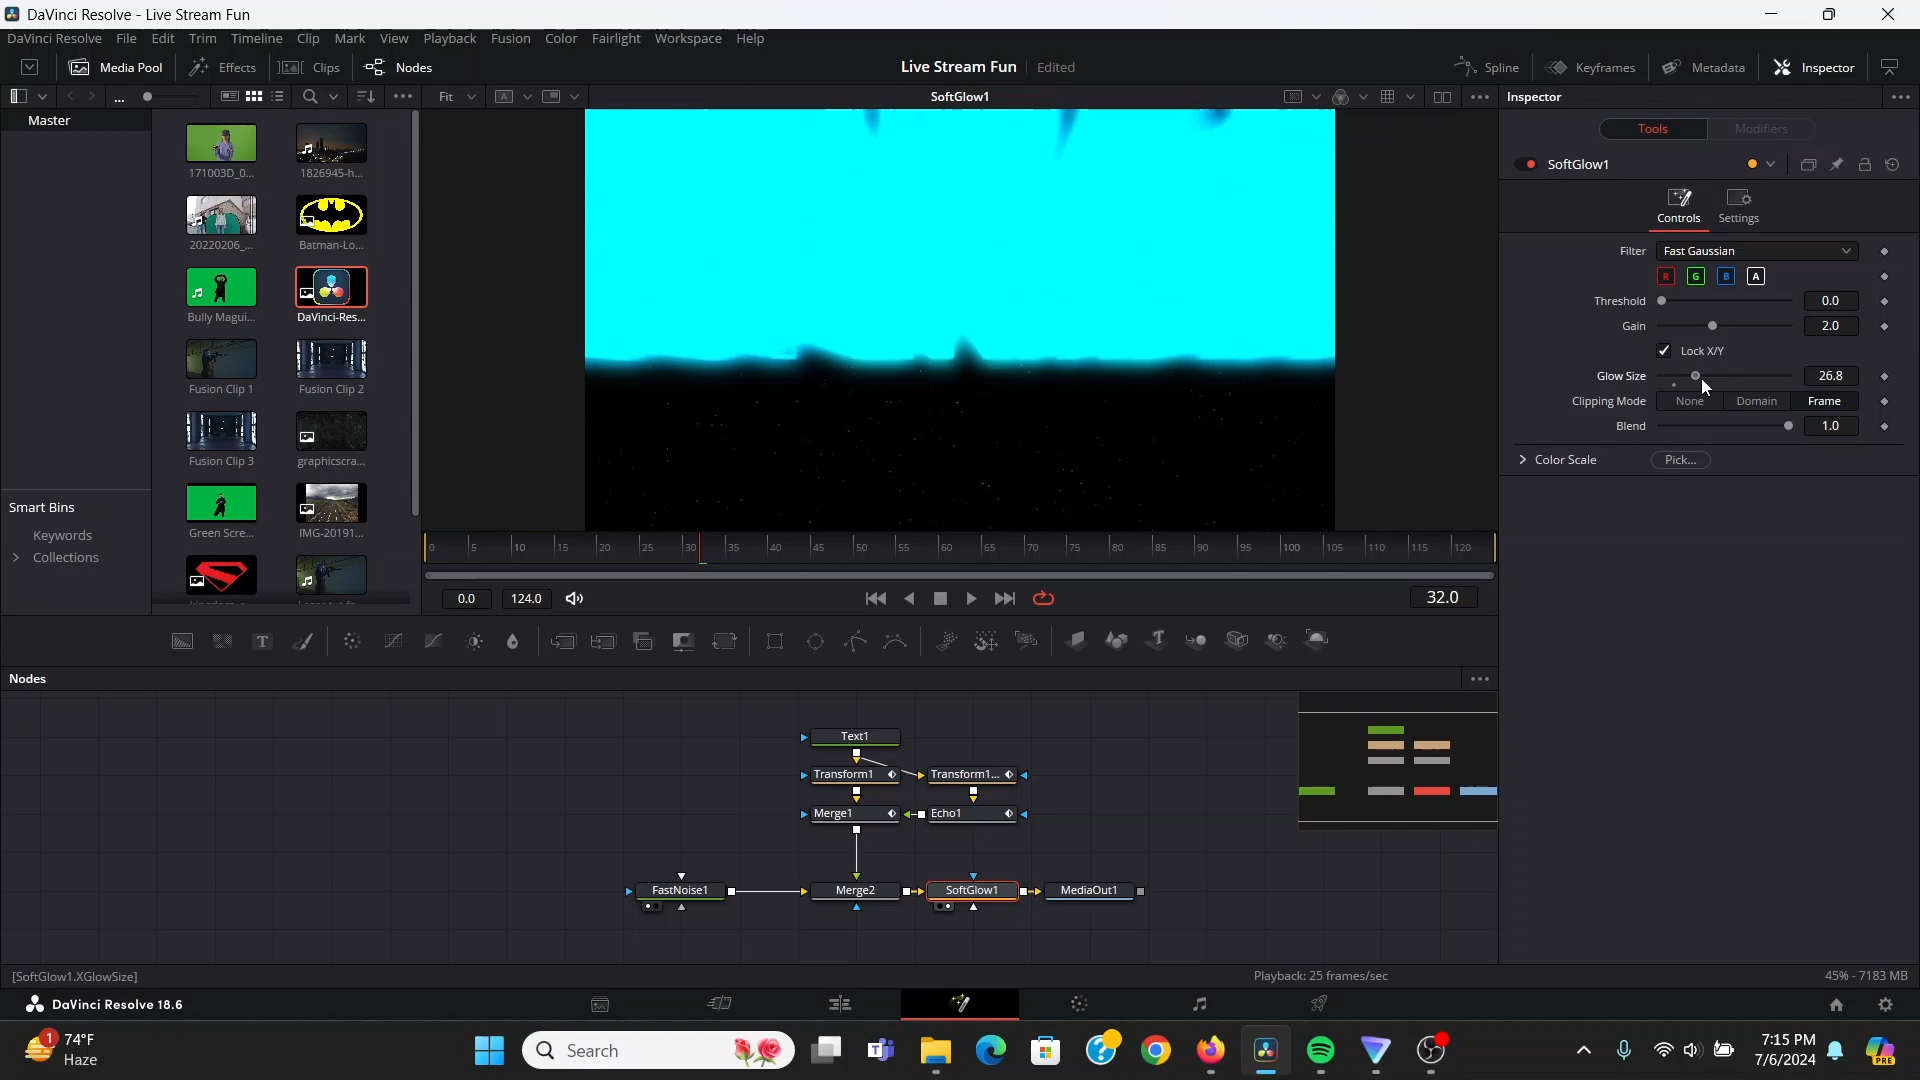 DaVinci Resolve - Live Stream Fun
DaVinci Resolve File Edit Trim Timeline Clip Mark View Playback Fusion Color Fairlight Workspace Help
Media Pool Effects Clips Nodes Live Stream Fun Edited Spline Keyframes Metadata Inspector
... Fit A SoftGlow1 Inspector
Master
Tools Modifiers
171003D_0... 1826945-h...
SoftGlow1
Controls Settings
20220206_... Batman-Lo...
Filter Fast Gaussian
R G B A
Threshold 0.0
Bully Magui... DaVinci-Res...
Gain 2.0
Lock X/Y
Glow Size 26.8
Fusion Clip 1 Fusion Clip 2
Clipping Mode None Domain Frame
Blend 1.0
Fusion Clip 3 graphicscra...
Color Scale Pick...
Smart Bins
Keywords
Green Scre... IMG-20191...
Collections
0 5 10 15 20 25 30 35 40 45 50 55 60 65 70 75 80 85 90 95 100 105 110 115 120
0.0 124.0 32.0
T
Nodes
Text1
Transform1 Transform1...
Merge1 Echo1
FastNoise1 Merge2 SoftGlow1 MediaOut1
[SoftGlow1.XGlowSize] Playback: 25 frames/sec 45% - 7183 MB
DaVinci Resolve 18.6
1 74°F
Haze
Search
7:15 PM
7/6/2024
PRE